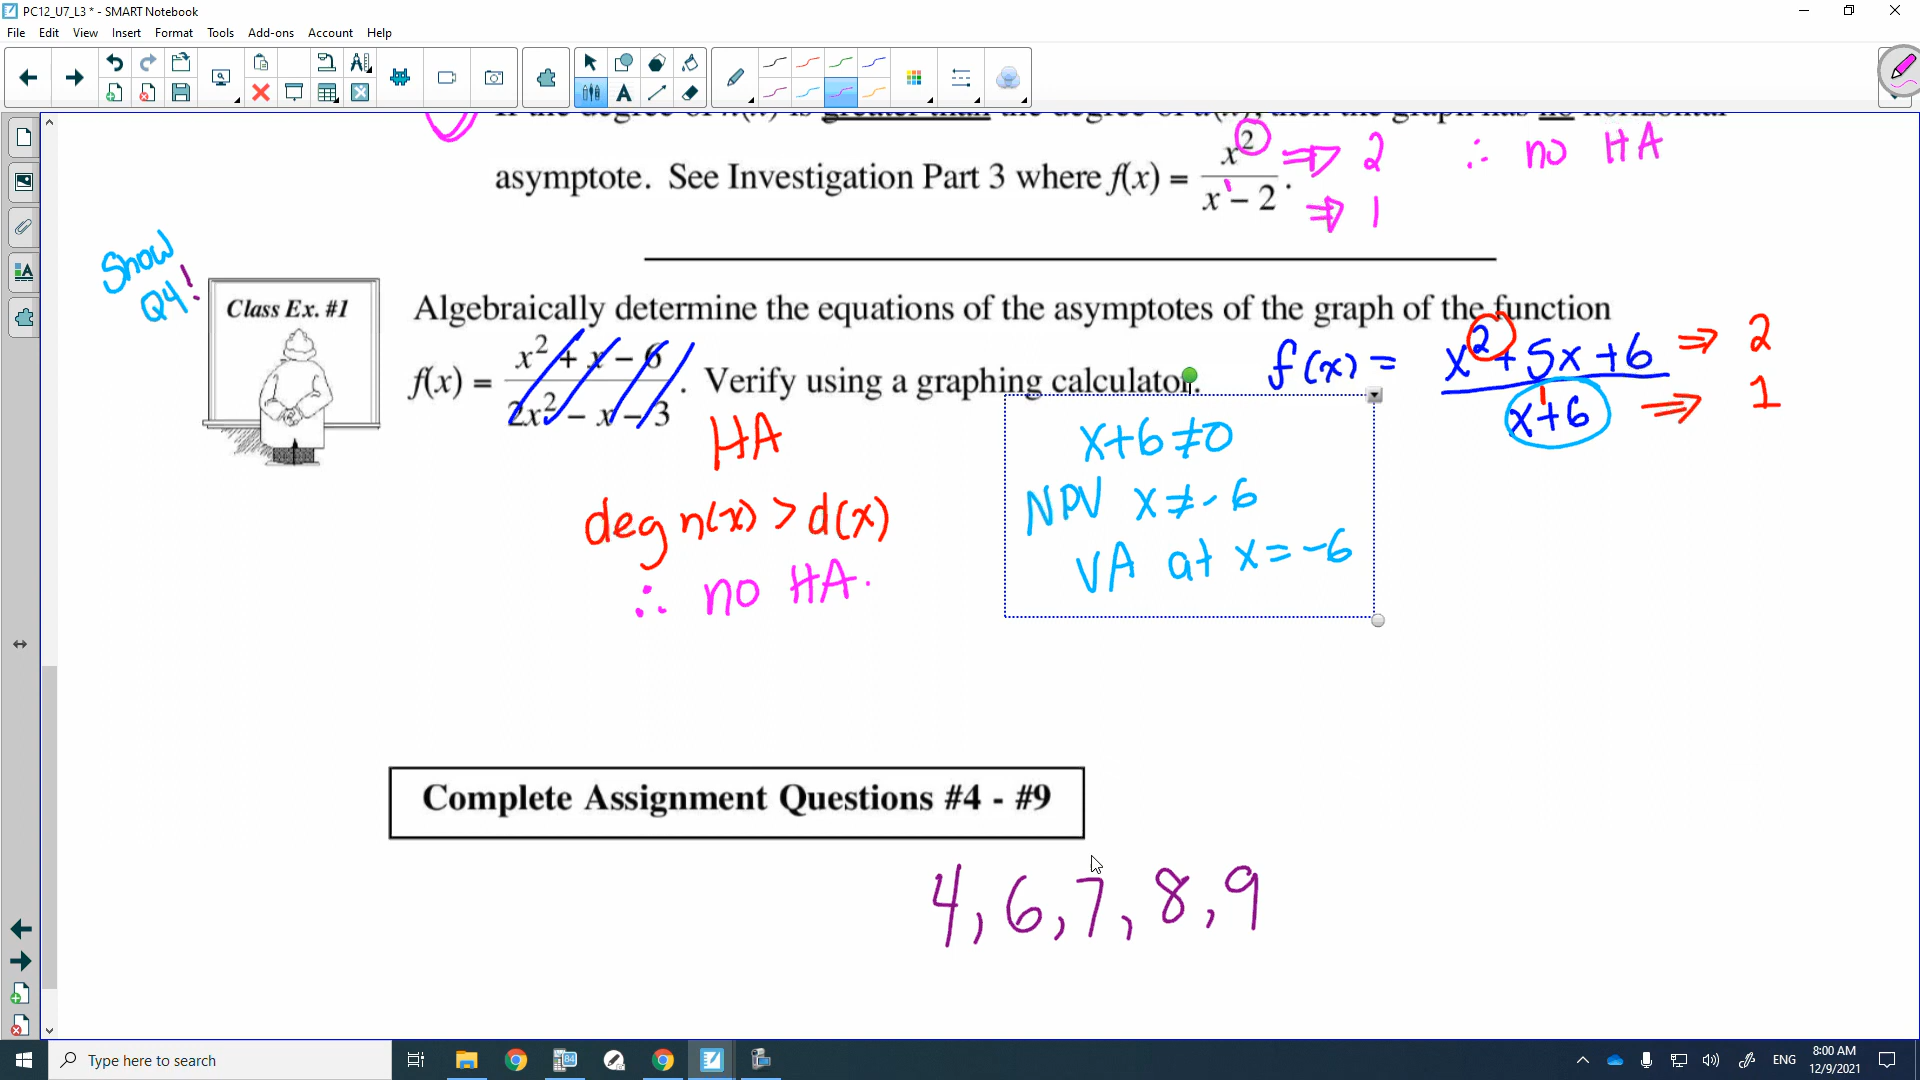 PC12_U7_L3 * - SMART Notebook
File Edit View Insert Format Tools Add-ons Account Help
asymptote. See Investigation Part 3 where f(x) = x² / x - 2 .
⇒ 2 ∴ no HA
1 ⇒ 1
Show
Q4!
Class Ex. #1
Algebraically determine the equations of the asymptotes of the graph of the function
f(x) = x² + x - 6 / 2x² - x - 3 . Verify using a graphing calculator.
f(x) = x² + 5x + 6 / x + 6
⇒ 2
1 ⇒ 1
HA
deg n(x) > d(x)
∴ no HA.
x+6≠0
NPV x ≠ -6
VA at x = -6
Complete Assignment Questions #4 - #9
4, 6, 7, 8, 9
Type here to search
84
ENG
8:00 AM
12/9/2021